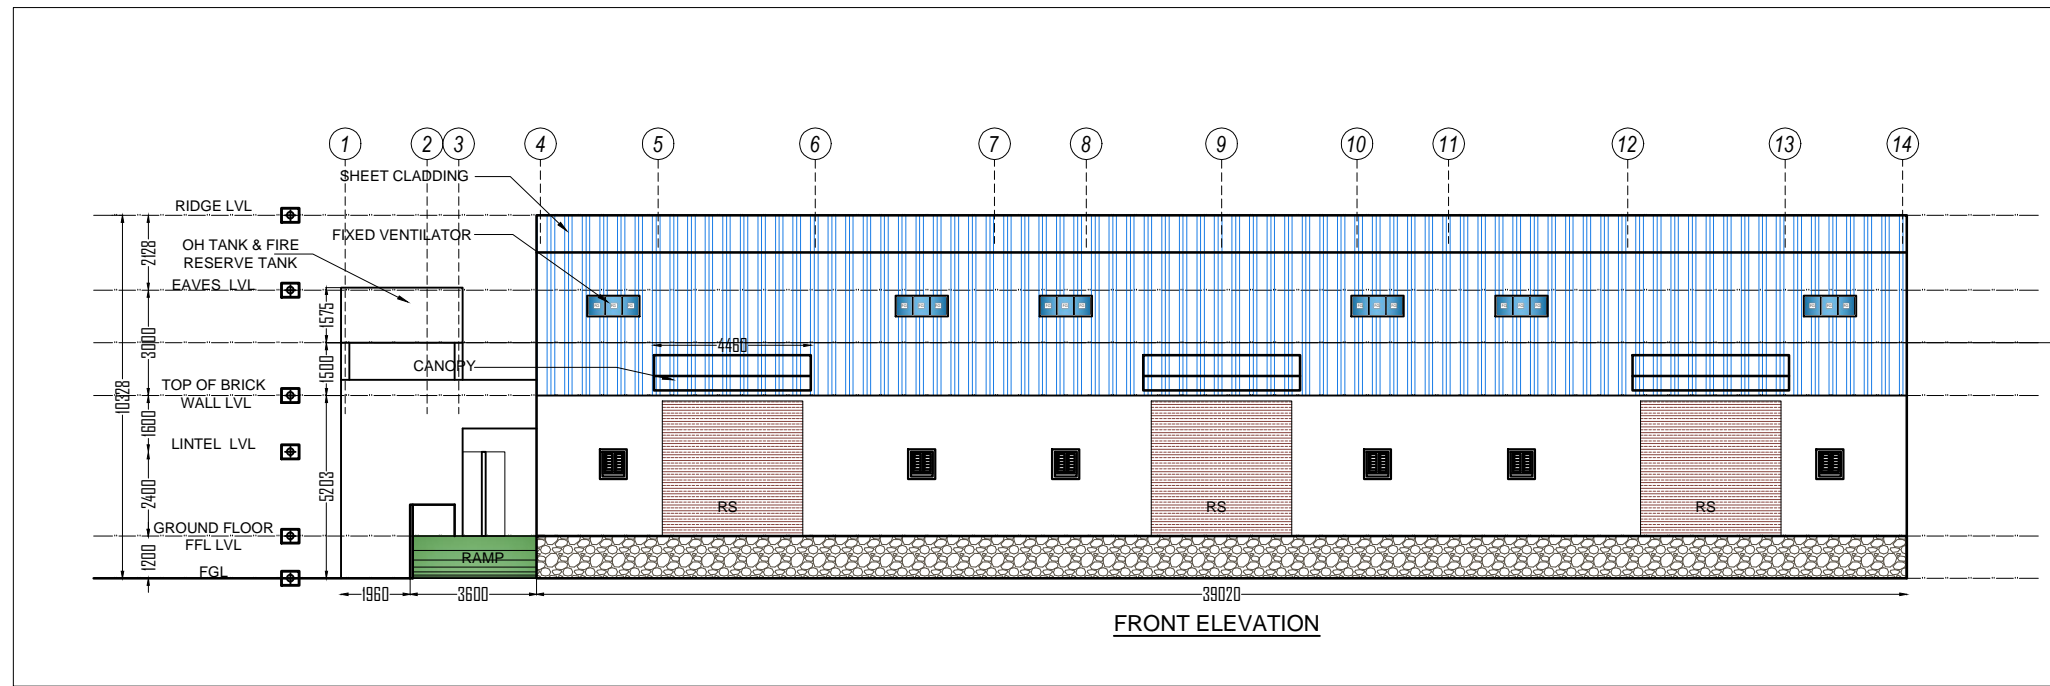 1 2 3 4 5 6 7 8 9 10 11 12 13 14
SHEET CLADDING
RIDGE LVL
FIXED VENTILATOR
OH TANK & FIRE
RESERVE TANK
EAVES LVL
2128
1575
3000
4460
1500
CANOPY
TOP OF BRICK
WALL LVL
10328
1600
LINTEL LVL
2400
5203
RS RS RS
GROUND FLOOR
FFL LVL
1200
RAMP
FGL
1960 3600 39020
FRONT ELEVATION